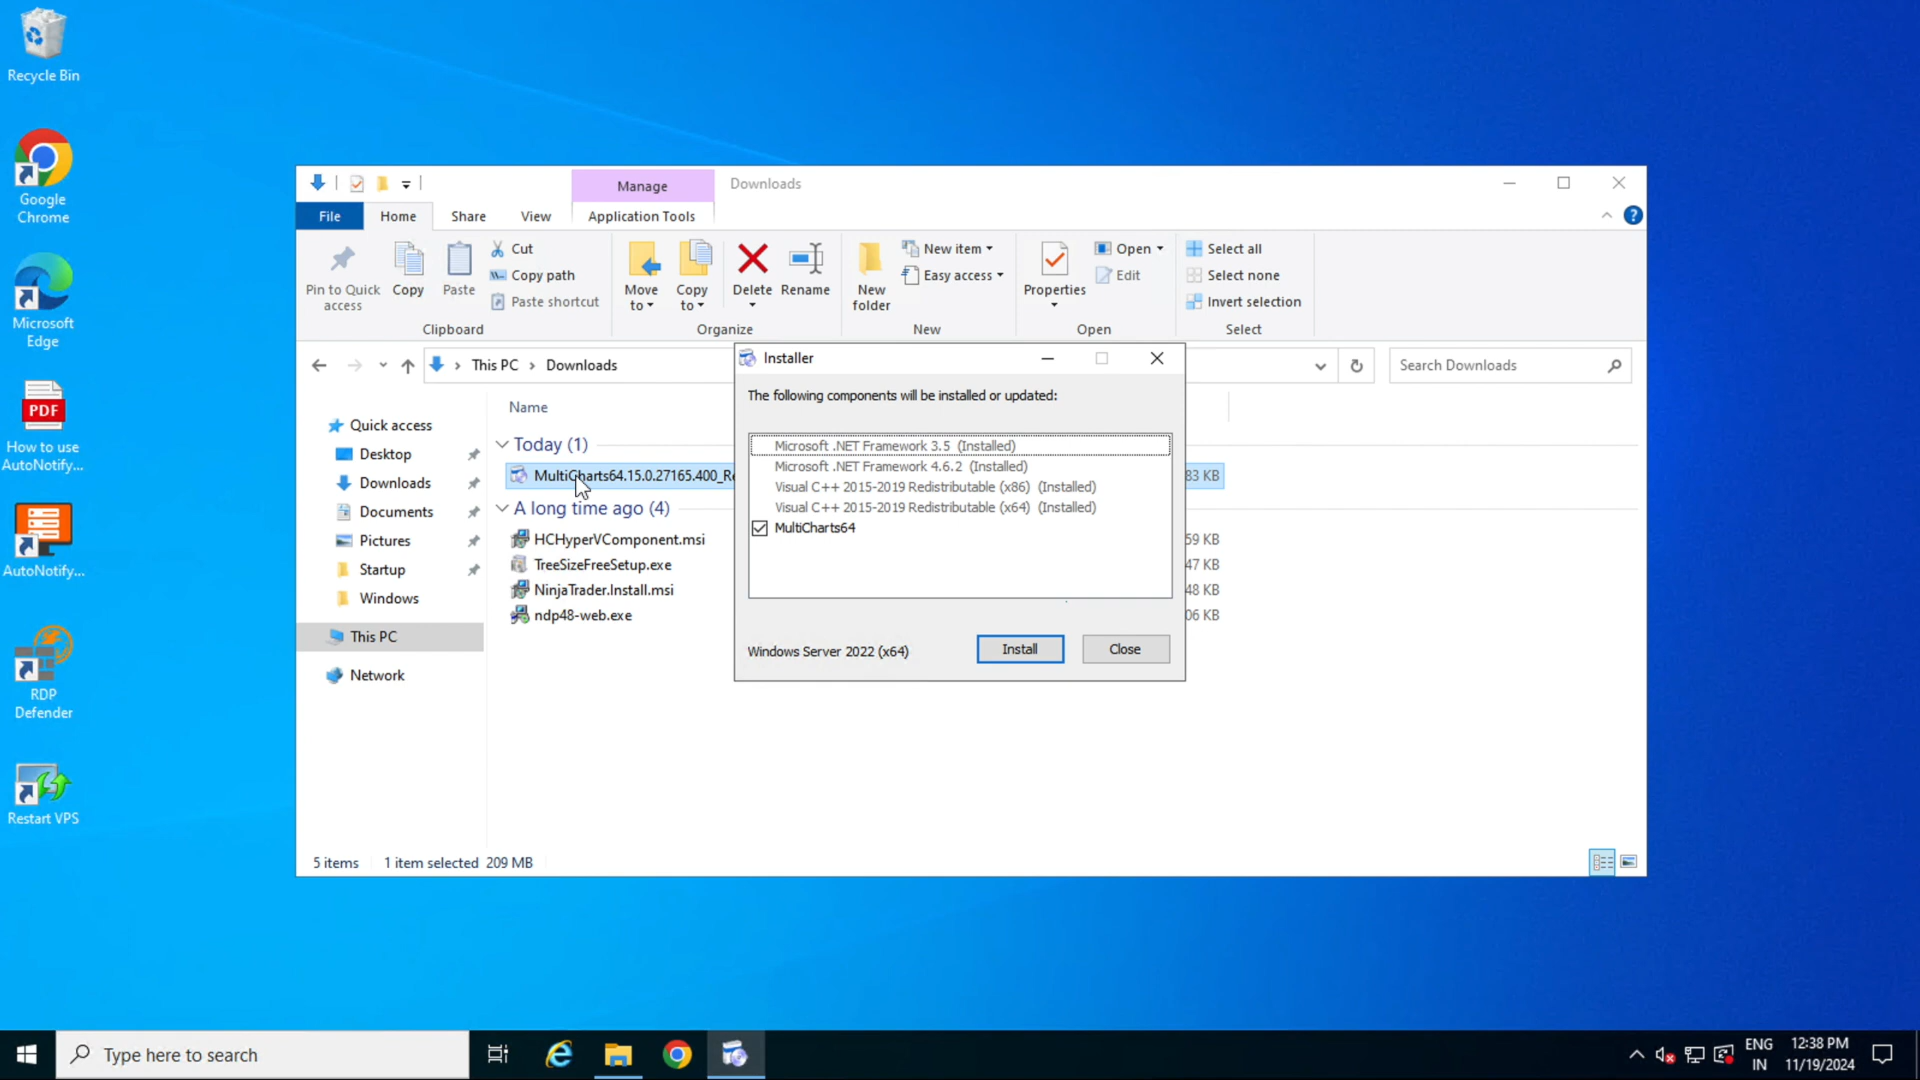 Recycle Bin
Google
Chrome
Microsoft
Edge
PDF
How to use
AutoNotify...
AutoNotify...
RDP
Defender
Restart VPS
Manage
Downloads
File
Home
Share
View
Application Tools
Pin to Quick
access
Copy
Paste
Cut
Copy path
Paste shortcut
Clipboard
Move
to
Copy
to
Delete
Rename
Organize
New
folder
New item
Easy access
New
Properties
Open
Edit
Open
Select all
Select none
Invert selection
Select
This PC
Downloads
Search Downloads
Quick access
Desktop
Downloads
Documents
Pictures
Startup
Windows
This PC
Network
Name
Today (1)
MultiCharts64.15.0.27165.400_Re
83 KB
A long time ago (4)
HCHyperVComponent.msi
59 KB
TreeSizeFreeSetup.exe
47 KB
NinjaTrader.Install.msi
48 KB
ndp48-web.exe
06 KB
Installer
The following components will be installed or updated:
Microsoft .NET Framework 3.5 (Installed)
Microsoft .NET Framework 4.6.2 (Installed)
Visual C++ 2015-2019 Redistributable (x86) (Installed)
Visual C++ 2015-2019 Redistributable (x64) (Installed)
MultiCharts64
Windows Server 2022 (x64)
Install
Close
5 items
1 item selected 209 MB
Type here to search
ENG
IN
12:38 PM
11/19/2024